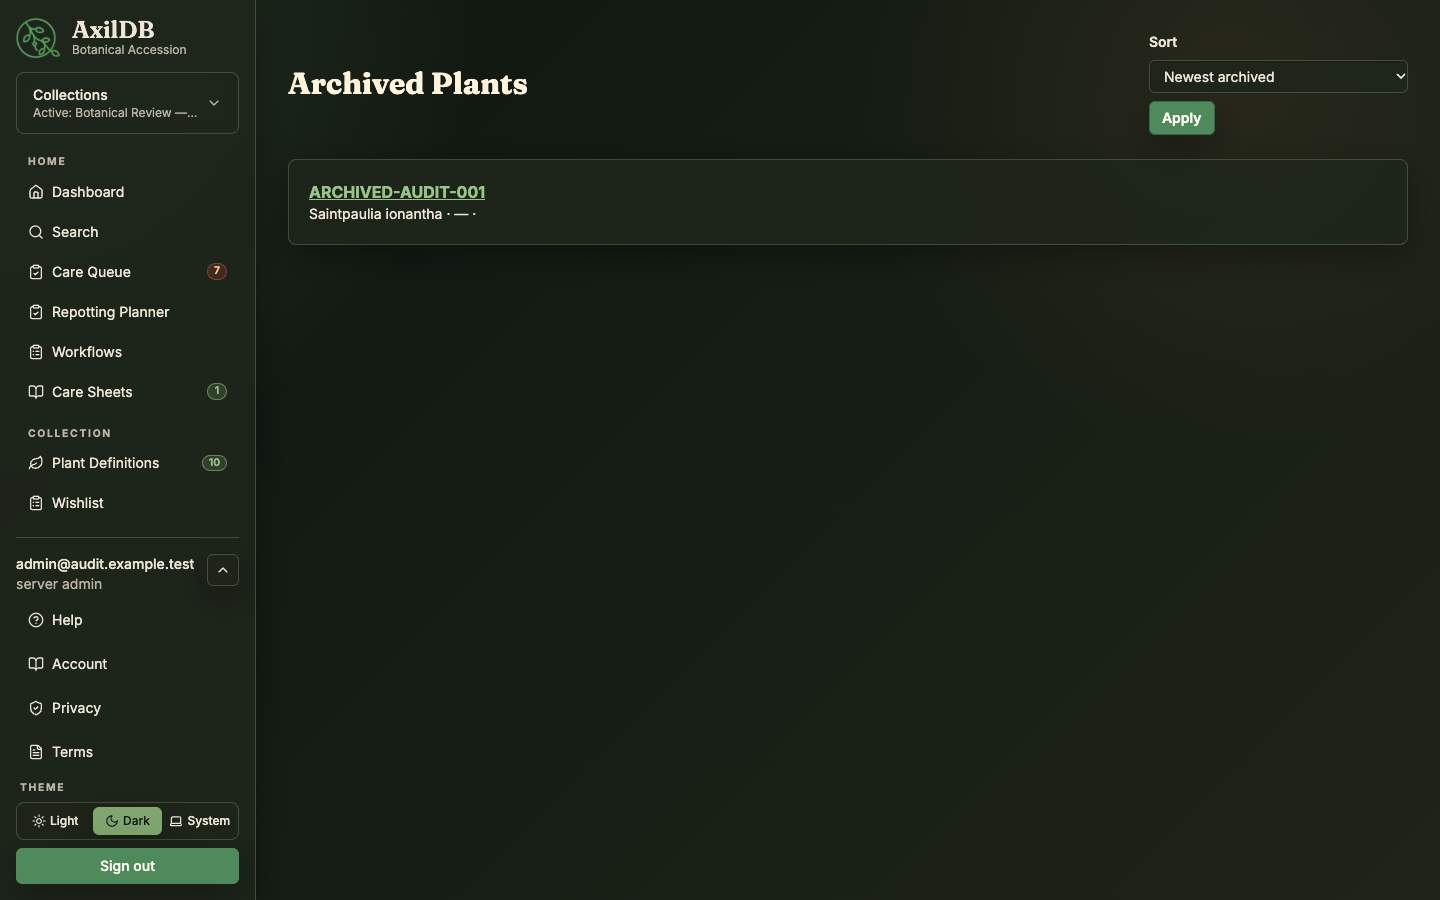 AxilDB
Botanical Accession
Collections
Active: Botanical Review —...
HOME
Dashboard
Search
Care Queue
7
Repotting Planner
Workflows
Care Sheets
1
COLLECTION
Plant Definitions
10
Wishlist
admin@audit.example.test
server admin
Help
Account
Privacy
Terms
THEME
Light
Dark
System
Sign out
Archived Plants
Sort
Newest archived
Apply
ARCHIVED-AUDIT-001
Saintpaulia ionantha · — ·